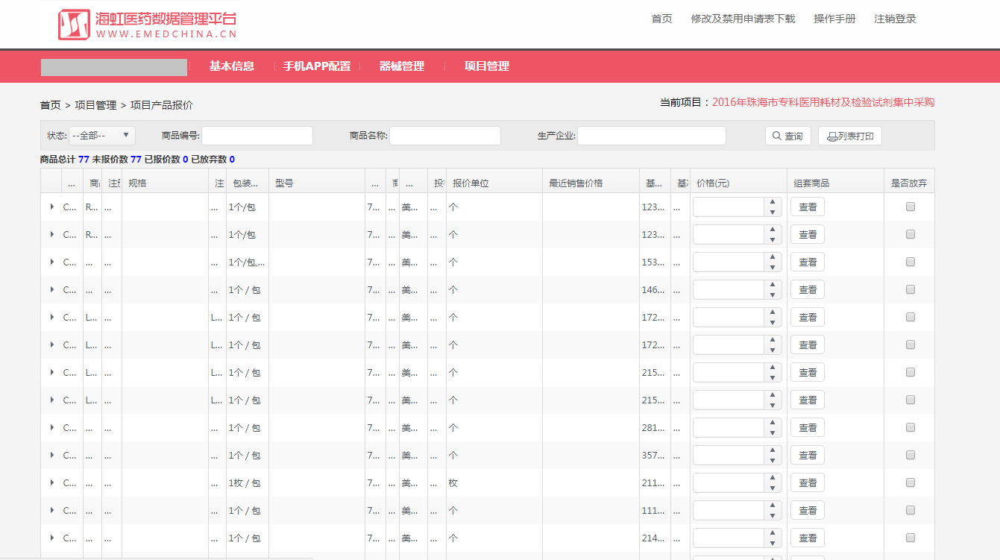 海虹医药数据管理平台
WWW.EMEDCHINA.CN
首页 修改及禁用申请表下载 操作手册 注销登录
基本信息 手机APP配置 器械管理 项目管理
首页 > 项目管理 > 项目产品报价
当前项目：2016年珠海市专科医用耗材及检验试剂集中采购
状态: --全部-- 商品编号: 商品名称: 生产企业: 查询 列表打印
商品总计 77 未报价数 77 已报价数 0 已放弃数 0
... 商 注册 规格 注 包装... 型号 ... 商 ... 投 报价单位 最近销售价格 基... 基 价格(元) 组套商品 是否放弃
C... R... ... ... 1个/包 7... ... 美... ... 个 123... ... 查看
C... R... ... ... 1个/包 7... ... 美... ... 个 123... ... 查看
C... ... ... ... 1个/包,... 7... ... 美... ... 个 153... ... 查看
C... ... ... ... 1个 / 包 7... ... 美... ... 个 146... ... 查看
C... L... ... L... 1个 / 包 7... ... 美... ... 个 172... ... 查看
C... L... ... L... 1个 / 包 7... ... 美... ... 个 172... ... 查看
C... L... ... L... 1个 / 包 7... ... 美... ... 个 215... ... 查看
C... L... ... L... 1个 / 包 7... ... 美... ... 个 215... ... 查看
C... ... ... ... 1个 / 包 7... ... 美... ... 个 281... ... 查看
C... ... ... ... 1个 / 包 7... ... 美... ... 个 357... ... 查看
C... ... ... ... 1枚 / 包 7... ... 美... ... 枚 211... ... 查看
C... ... ... ... 1个 / 包 7... ... 美... ... 个 111... ... 查看
C... ... ... ... 1个 / 包 7... ... 美... ... 个 214... ... 查看